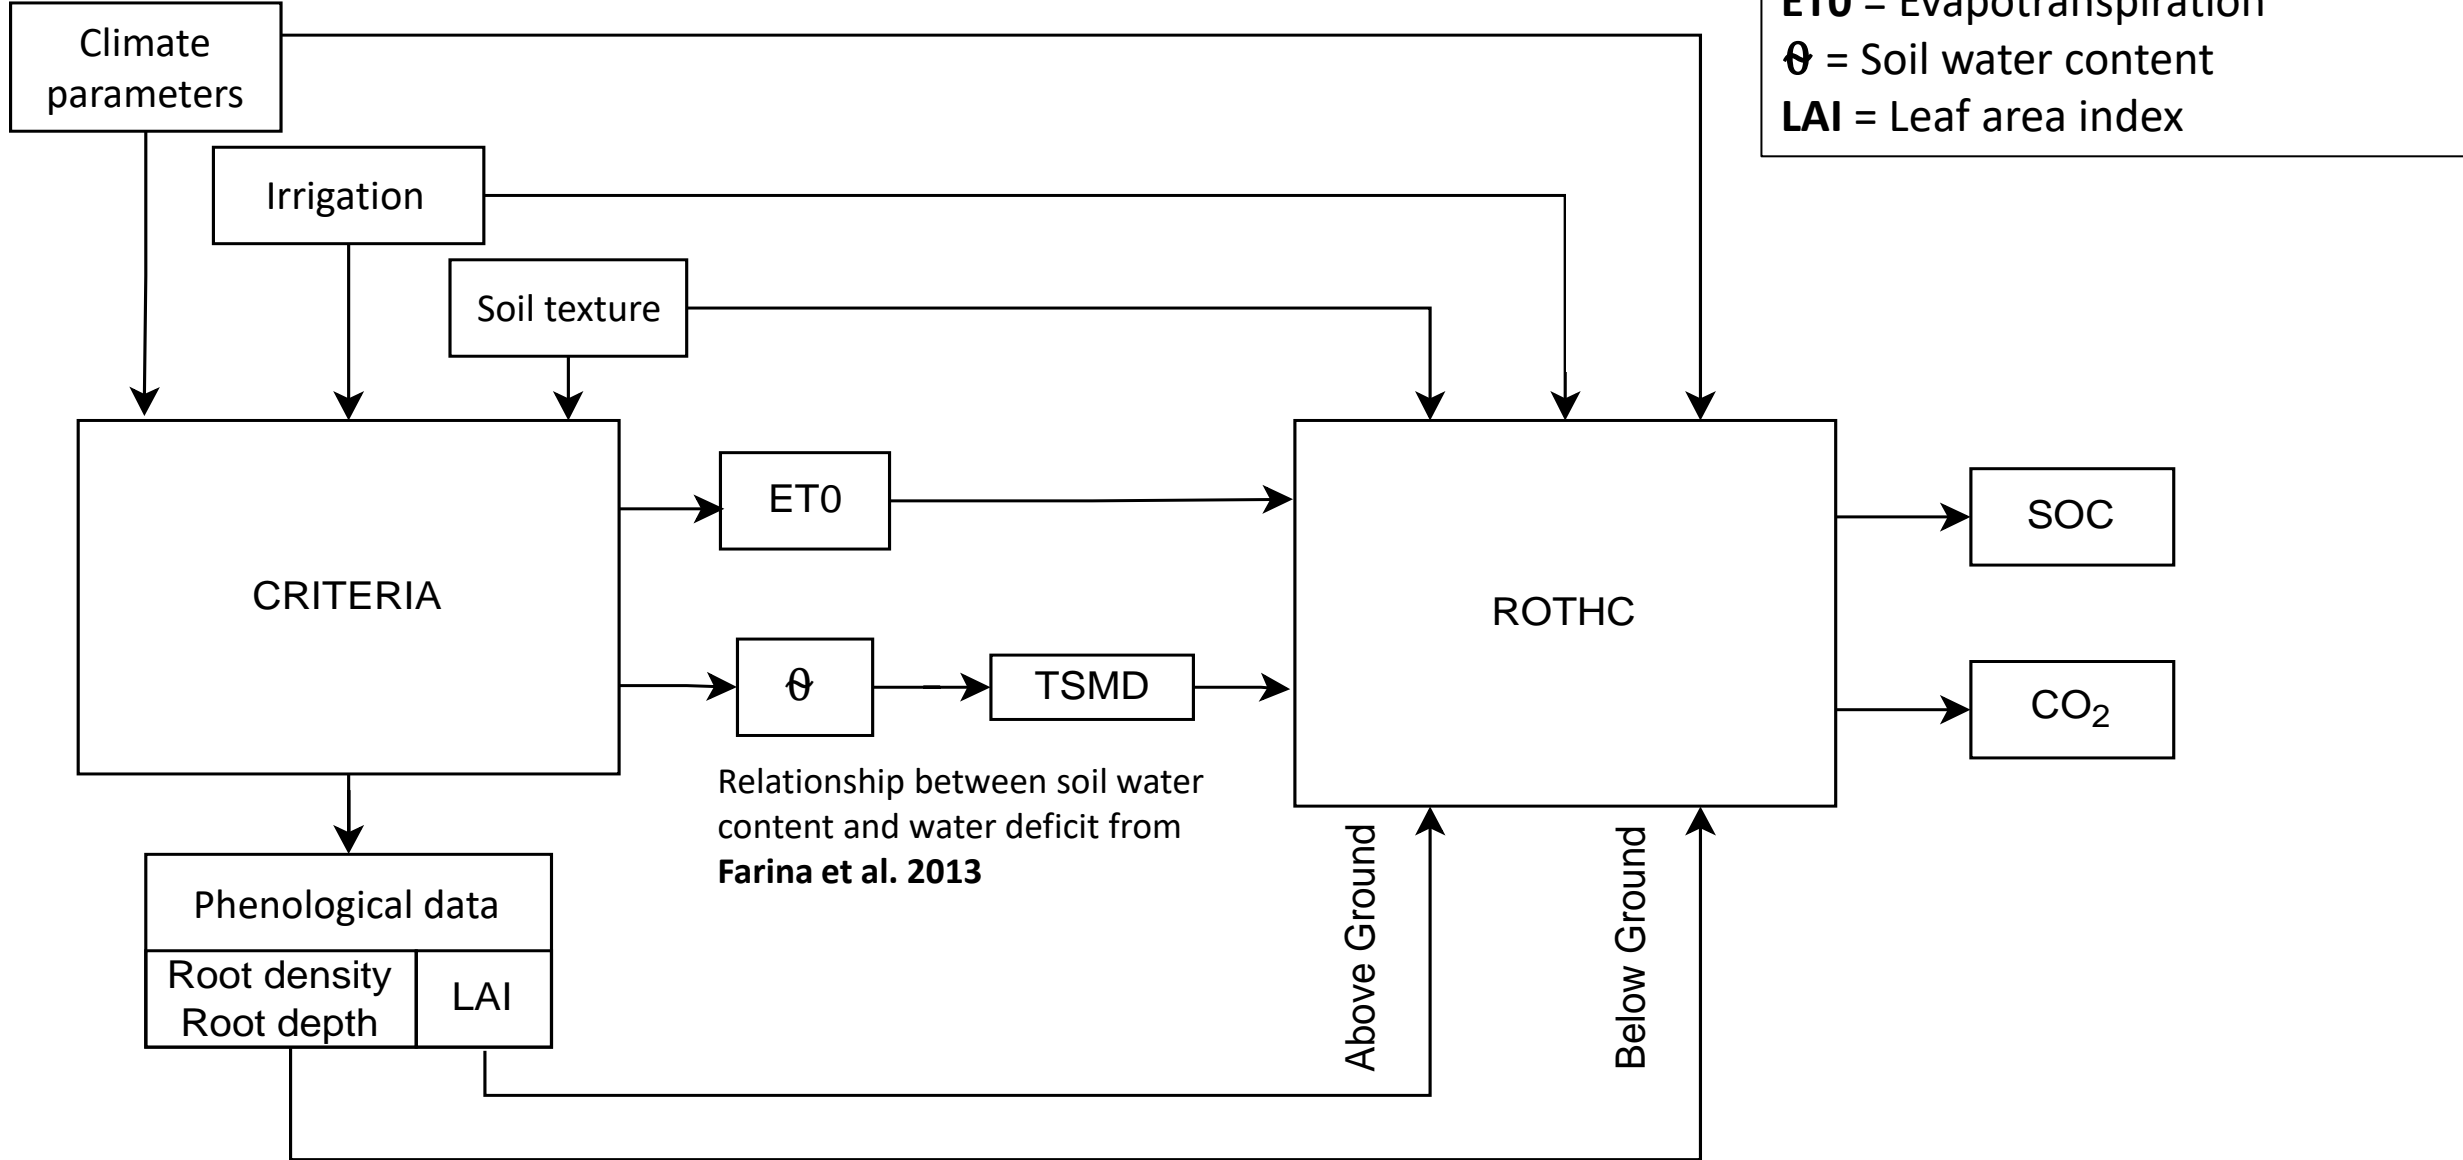 Climate
parameters
ET0 = Evapotranspiration
ϑ = Soil water content
LAI = Leaf area index
Irrigation
Soil texture
CRITERIA
ET0
ϑ
TSMD
ROTHC
SOC
CO₂
Relationship between soil water
content and water deficit from
Farina et al. 2013
Above Ground
Below Ground
Phenological data
Root density
Root depth
LAI